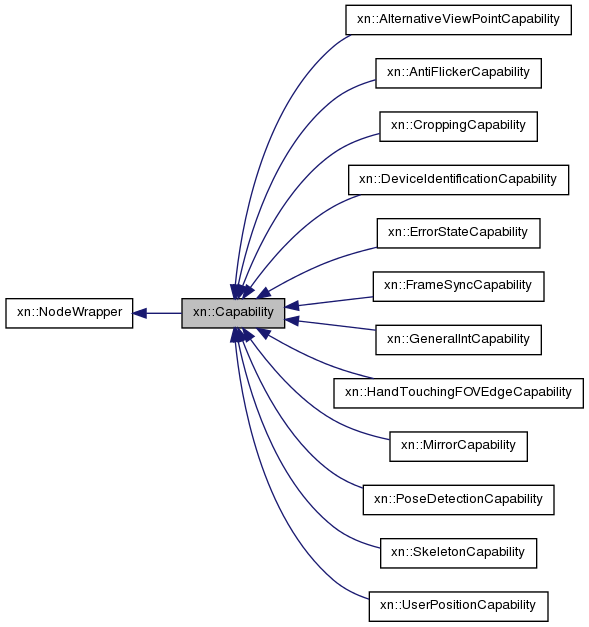 xn::AlternativeViewPointCapability
xn::AntiFlickerCapability
xn::CroppingCapability
xn::DeviceIdentificationCapability
xn::ErrorStateCapability
xn::FrameSyncCapability
xn::NodeWrapper
xn::Capability
xn::GeneralIntCapability
xn::HandTouchingFOVEdgeCapability
xn::MirrorCapability
xn::PoseDetectionCapability
xn::SkeletonCapability
xn::UserPositionCapability